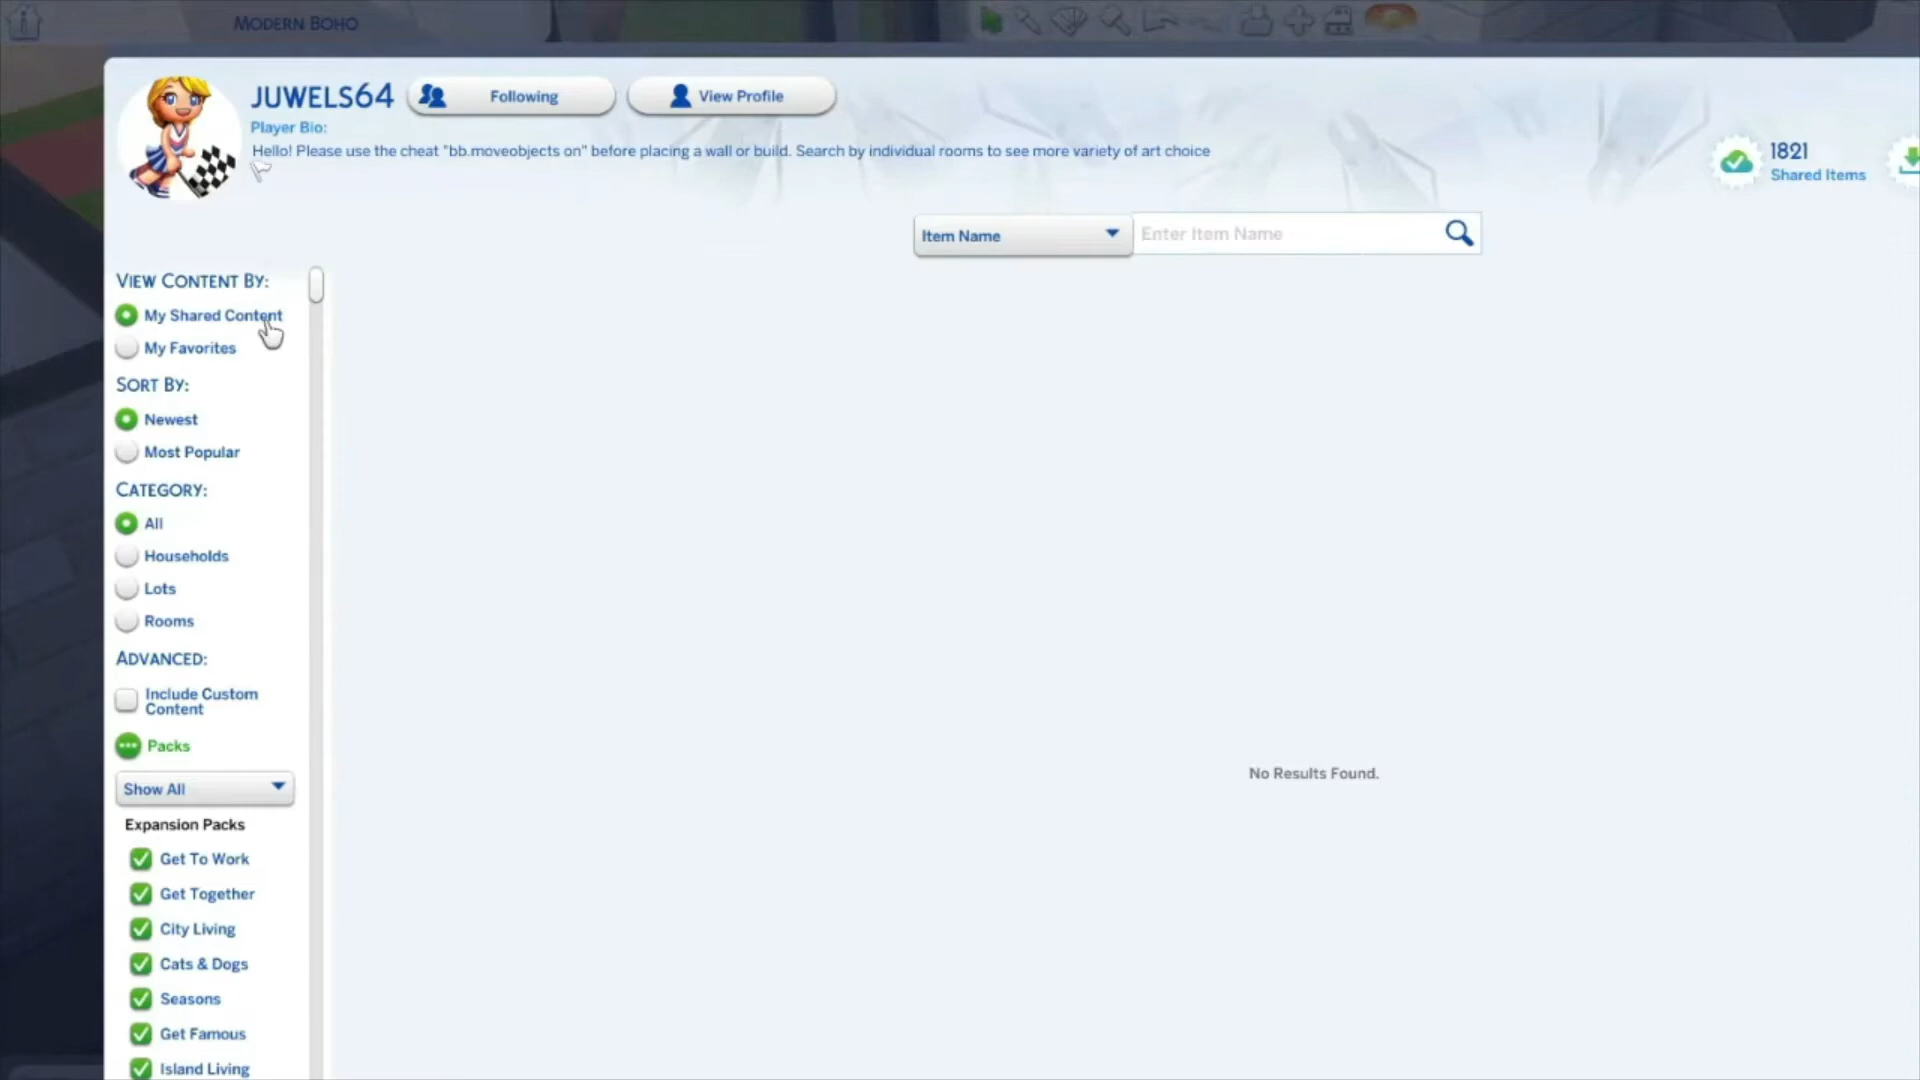 MODERN BOHO
JUWELS64
Following
View Profile
Player Bio:
Hello! Please use the cheat "bb.moveobjects on" before placing a wall or build. Search by individual rooms to see more variety of art choice
1821
Shared Items
Item Name
Enter Item Name
VIEW CONTENT BY:
My Shared Content
My Favorites
SORT BY:
Newest
Most Popular
CATEGORY:
All
Households
Lots
Rooms
ADVANCED:
Include Custom
Content
Packs
Show All
Expansion Packs
Get To Work
Get Together
City Living
Cats & Dogs
Seasons
Get Famous
Island Living
No Results Found.